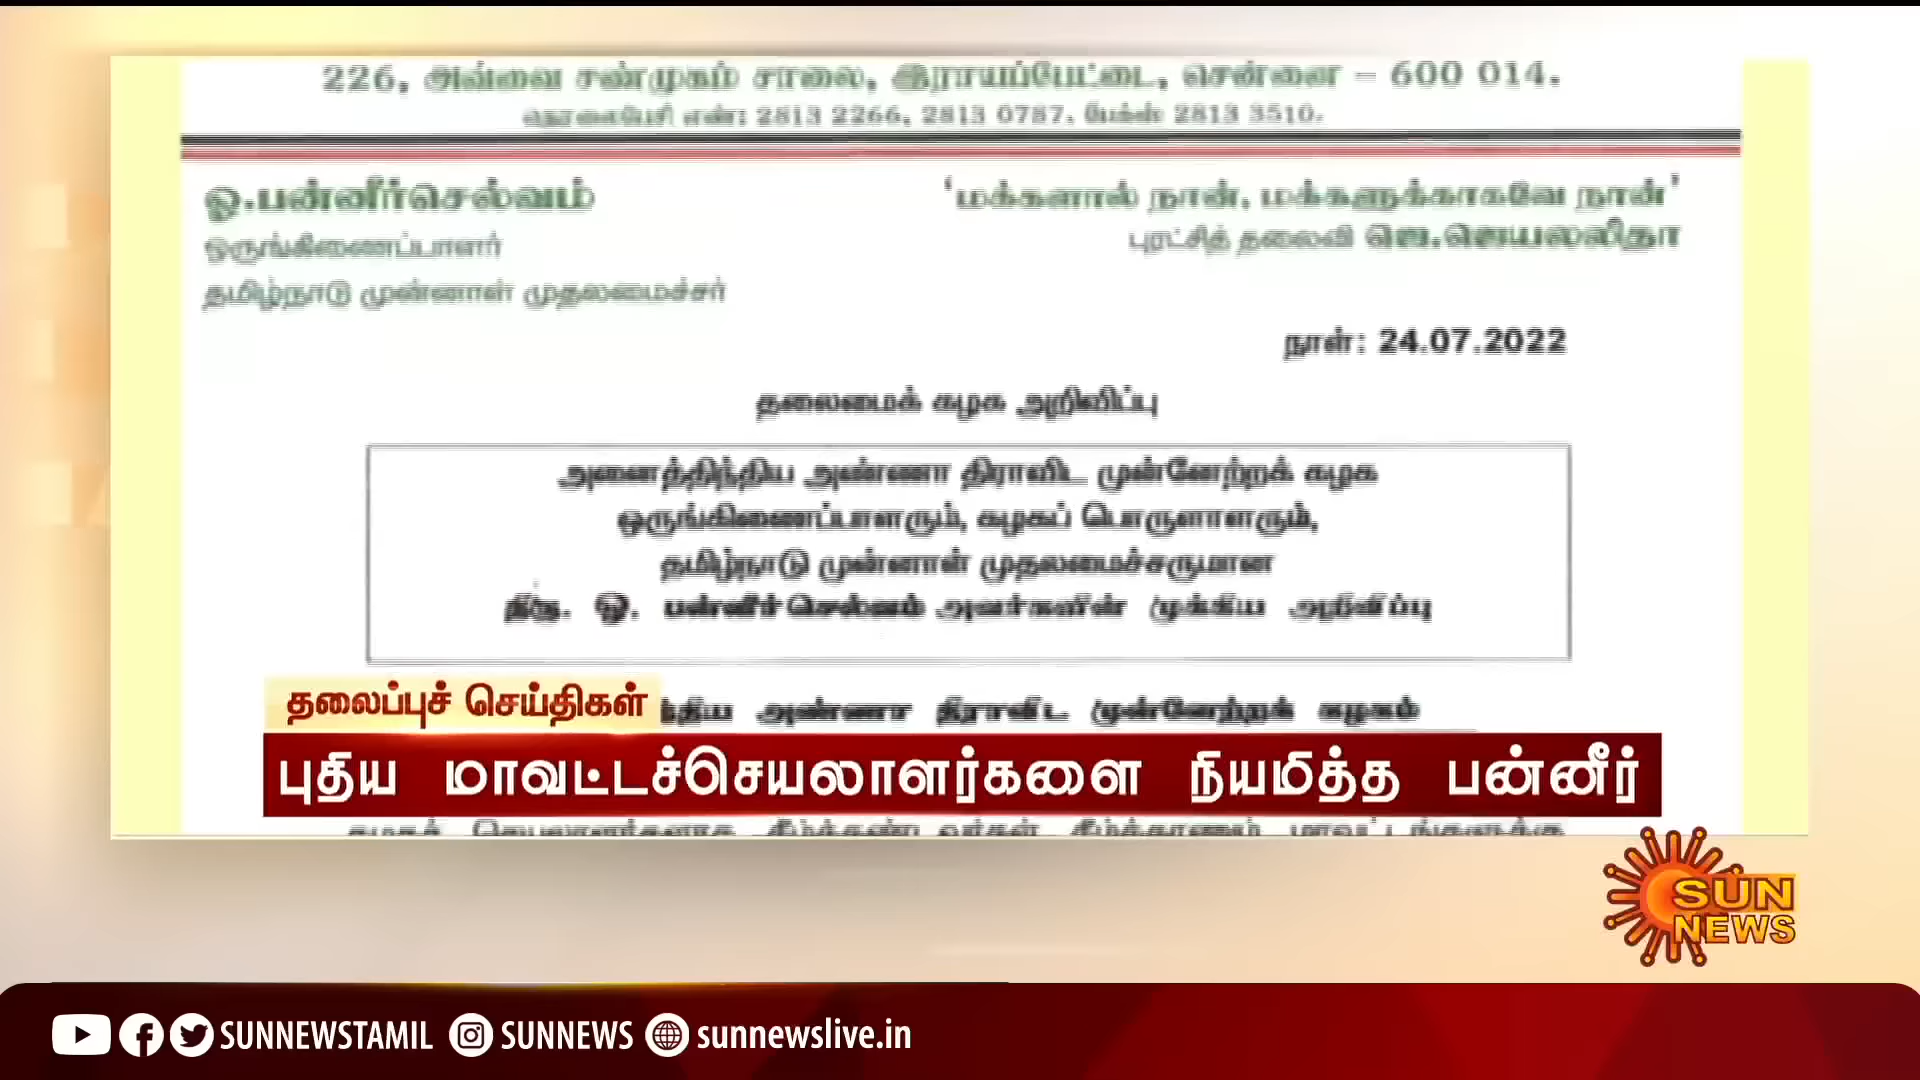 226, அவ்வை சண்முகம் சாலை, இராயப்பேட்டை, சென்னை – 600 014.
தொலைபேசி எண்: 2813 2266, 2813 0787. பேக்ஸ் 2813 3510.
ஓ.பன்னீர்செல்வம்
ஒருங்கிணைப்பாளர்
தமிழ்நாடு முன்னாள் முதலமைச்சர்
'மக்களால் நான், மக்களுக்காகவே நான்'
புரட்சித் தலைவி ஜெ.ஜெயலலிதா
நாள்: 24.07.2022
தலைமைக் கழக அறிவிப்பு
அனைத்திந்திய அண்ணா திராவிட முன்னேற்றக் கழக
ஒருங்கிணைப்பாளரும், கழகப் பொருளாளரும்,
தமிழ்நாடு முன்னாள் முதலமைச்சருமான
திரு. ஓ. பன்னீர்செல்வம் அவர்களின் முக்கிய அறிவிப்பு
தலைப்புச் செய்திகள்
ந்திய அண்ணா திராவிட முன்னேற்றக் கழகம்
புதிய மாவட்டச்செயலாளர்களை நியமித்த பன்னீர்
SUN
NEWS
SUNNEWSTAMIL SUNNEWS sunnewslive.in